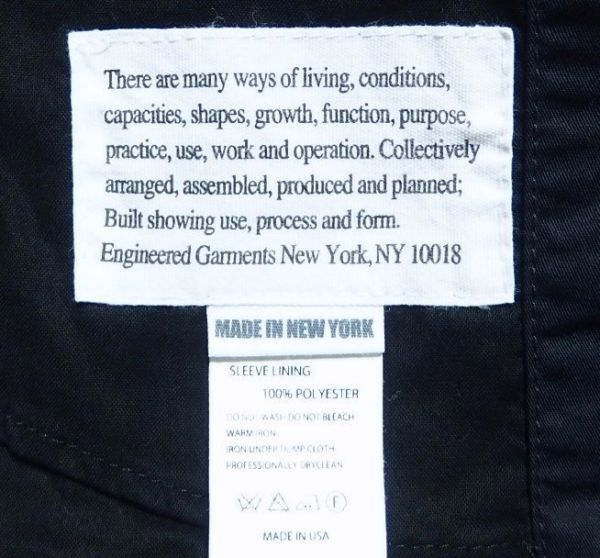 There are many ways of living, conditions,
capacities, shapes, growth, function, purpose,
practice, use, work and operation. Collectively
arranged, assembled, produced and planned;
Built showing use, process and form.
Engineered Garments New York, NY 10018
MADE IN NEW YORK
SLEEVE LINING
100% POLYESTER
DO NOT WASH DO NOT BLEACH
WARM IRON
IRON UNDER DUMP CLOTH
PROFESSIONALLY DRYCLEAN
F
MADE IN USA